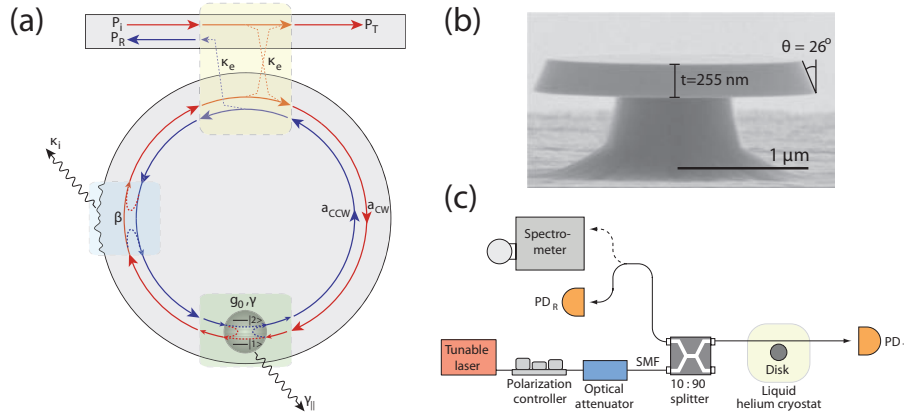 (a)
P_i
P_T
P_R
κ_e
κ_e
κ_i
β
a_CCW
a_CW
g_0,γ
|2>
|1>
γ_||
(b)
θ = 26°
t=255 nm
1 μm
(c)
Spectro-
meter
PD_R
Tunable
laser
Polarization
controller
Optical
attenuator
SMF
10 : 90
splitter
Disk
Liquid
helium cryostat
PD